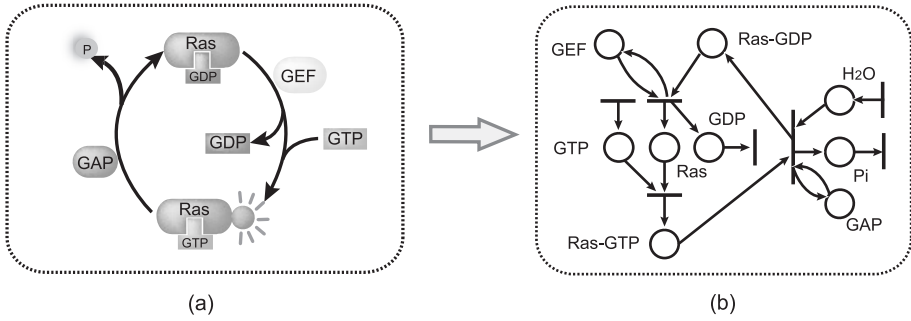 P
Ras
GDP
GEF
GDP
GTP
GAP
Ras
GTP
(a)
GEF
Ras-GDP
H2O
GDP
GTP
Ras
Pi
GAP
Ras-GTP
(b)